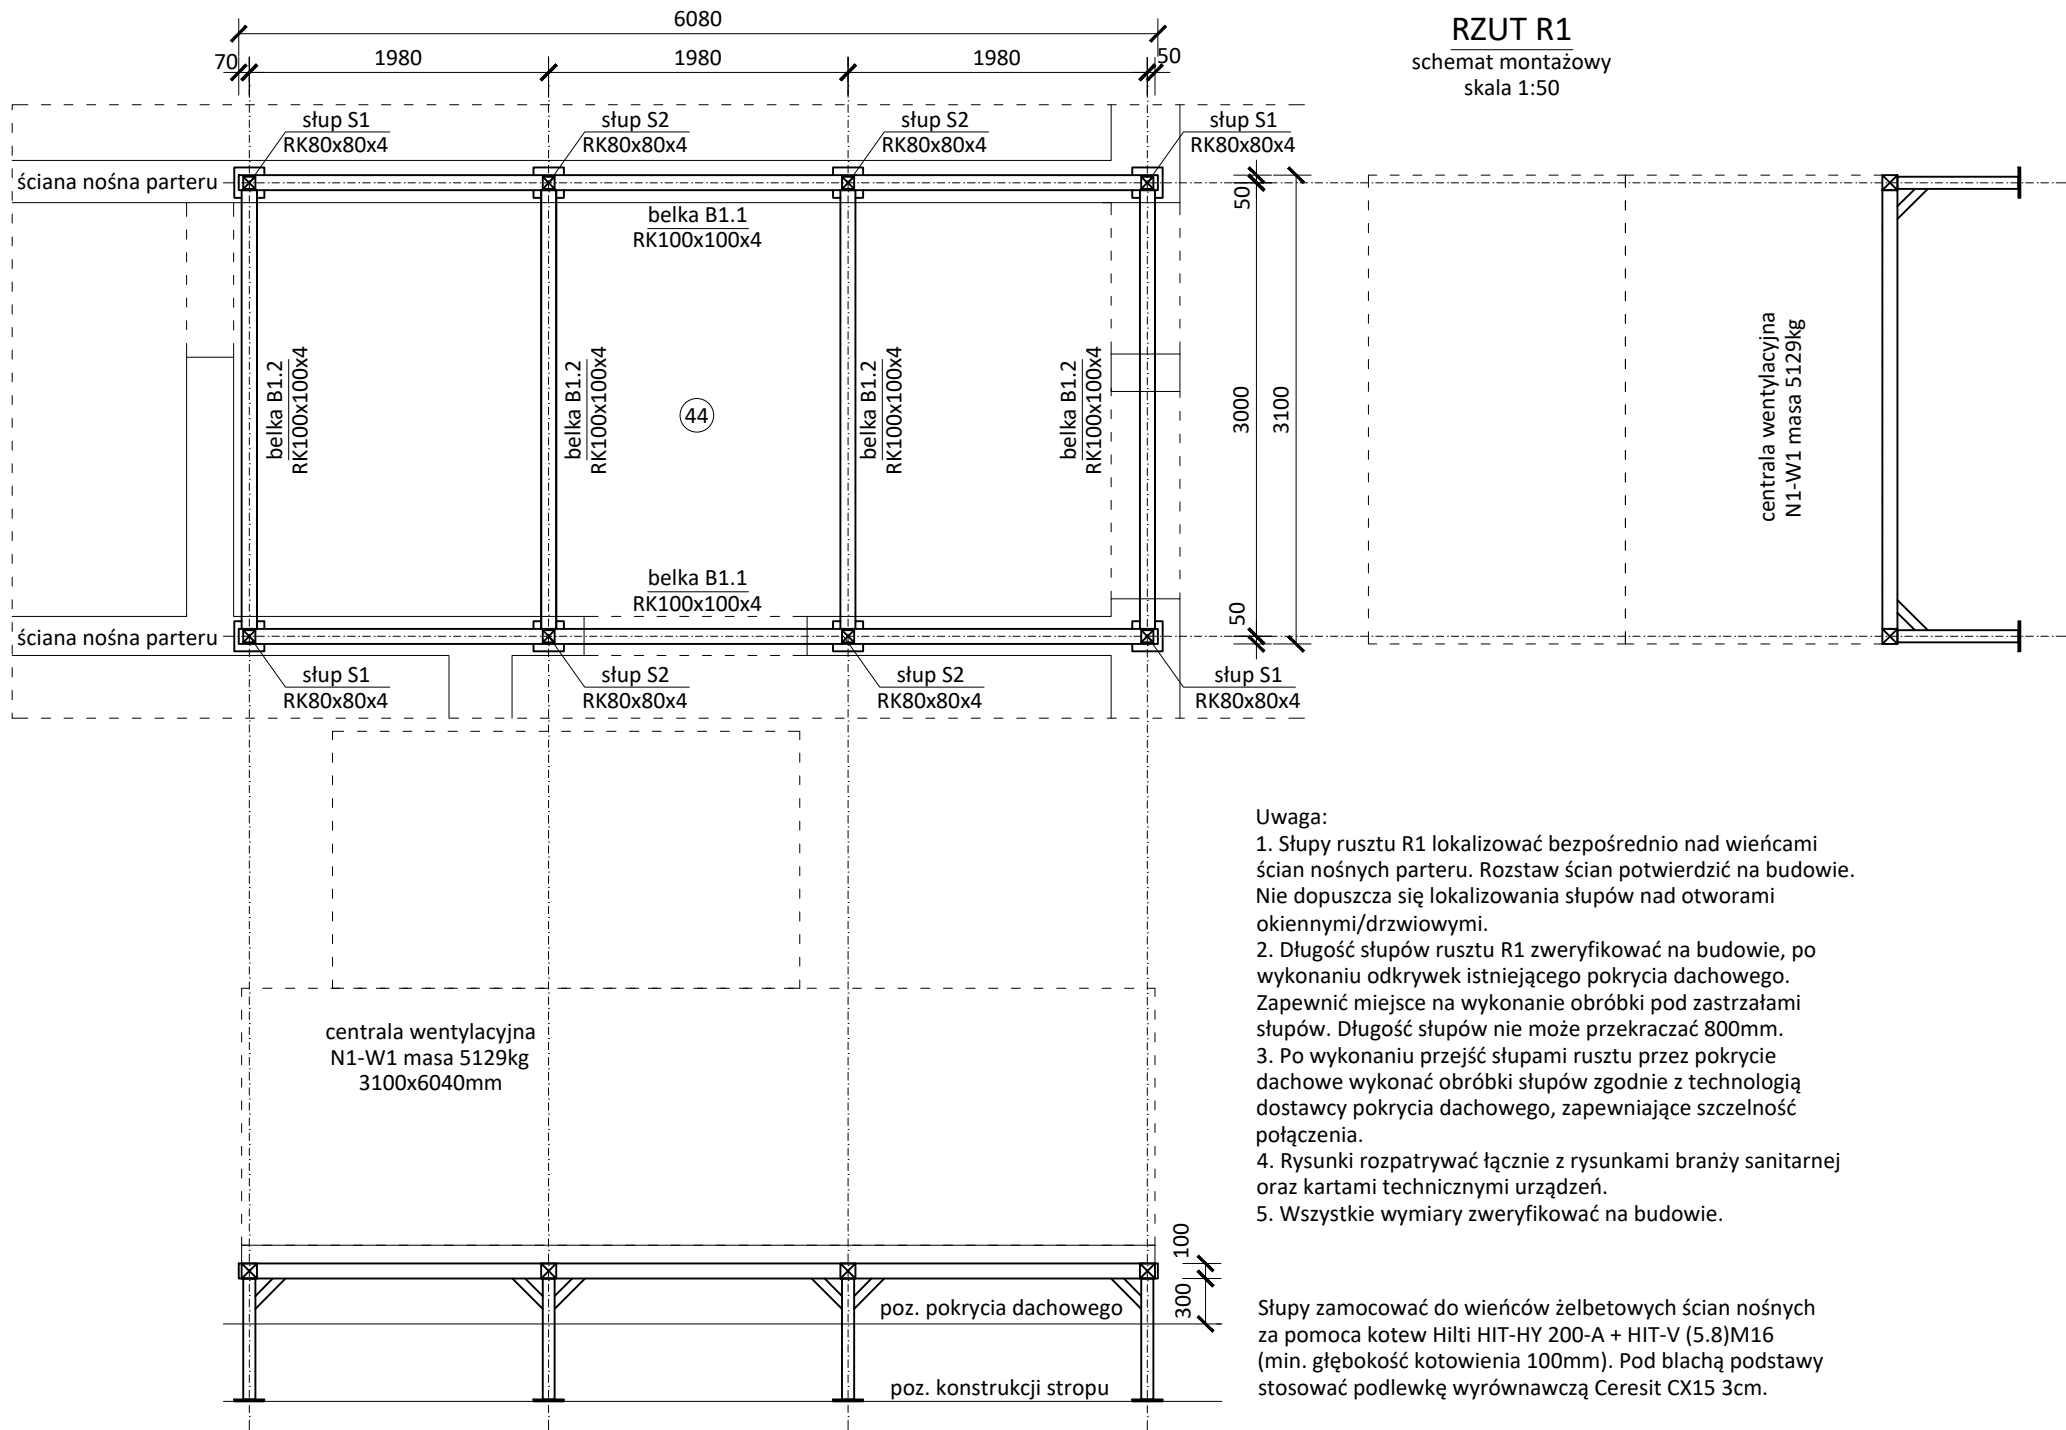 6080
RZUT R1
schemat montażowy
skala 1:50
70
1980
1980
1980
50
słup S1
RK80x80x4
słup S2
RK80x80x4
słup S2
RK80x80x4
słup S1
RK80x80x4
ściana nośna parteru
belka B1.1
RK100x100x4
50
3000
3100
50
belka B1.2
RK100x100x4
belka B1.2
RK100x100x4
44
belka B1.2
RK100x100x4
belka B1.2
RK100x100x4
centrala wentylacyjna
N1-W1 masa 5129kg
belka B1.1
RK100x100x4
ściana nośna parteru
słup S1
RK80x80x4
słup S2
RK80x80x4
słup S2
RK80x80x4
słup S1
RK80x80x4
centrala wentylacyjna
N1-W1 masa 5129kg
3100x6040mm
100
300
poz. pokrycia dachowego
poz. konstrukcji stropu
Uwaga:
1. Słupy rusztu R1 lokalizować bezpośrednio nad wieńcami
ścian nośnych parteru. Rozstaw ścian potwierdzić na budowie.
Nie dopuszcza się lokalizowania słupów nad otworami
okiennymi/drzwiowymi.
2. Długość słupów rusztu R1 zweryfikować na budowie, po
wykonaniu odkrywek istniejącego pokrycia dachowego.
Zapewnić miejsce na wykonanie obróbki pod zastrzałami
słupów. Długość słupów nie może przekraczać 800mm.
3. Po wykonaniu przejść słupami rusztu przez pokrycie
dachowe wykonać obróbki słupów zgodnie z technologią
dostawcy pokrycia dachowego, zapewniające szczelność
połączenia.
4. Rysunki rozpatrywać łącznie z rysunkami branży sanitarnej
oraz kartami technicznymi urządzeń.
5. Wszystkie wymiary zweryfikować na budowie.
Słupy zamocować do wieńców żelbetowych ścian nośnych
za pomoca kotew Hilti HIT-HY 200-A + HIT-V (5.8)M16
(min. głębokość kotowienia 100mm). Pod blachą podstawy
stosować podlewkę wyrównawczą Ceresit CX15 3cm.